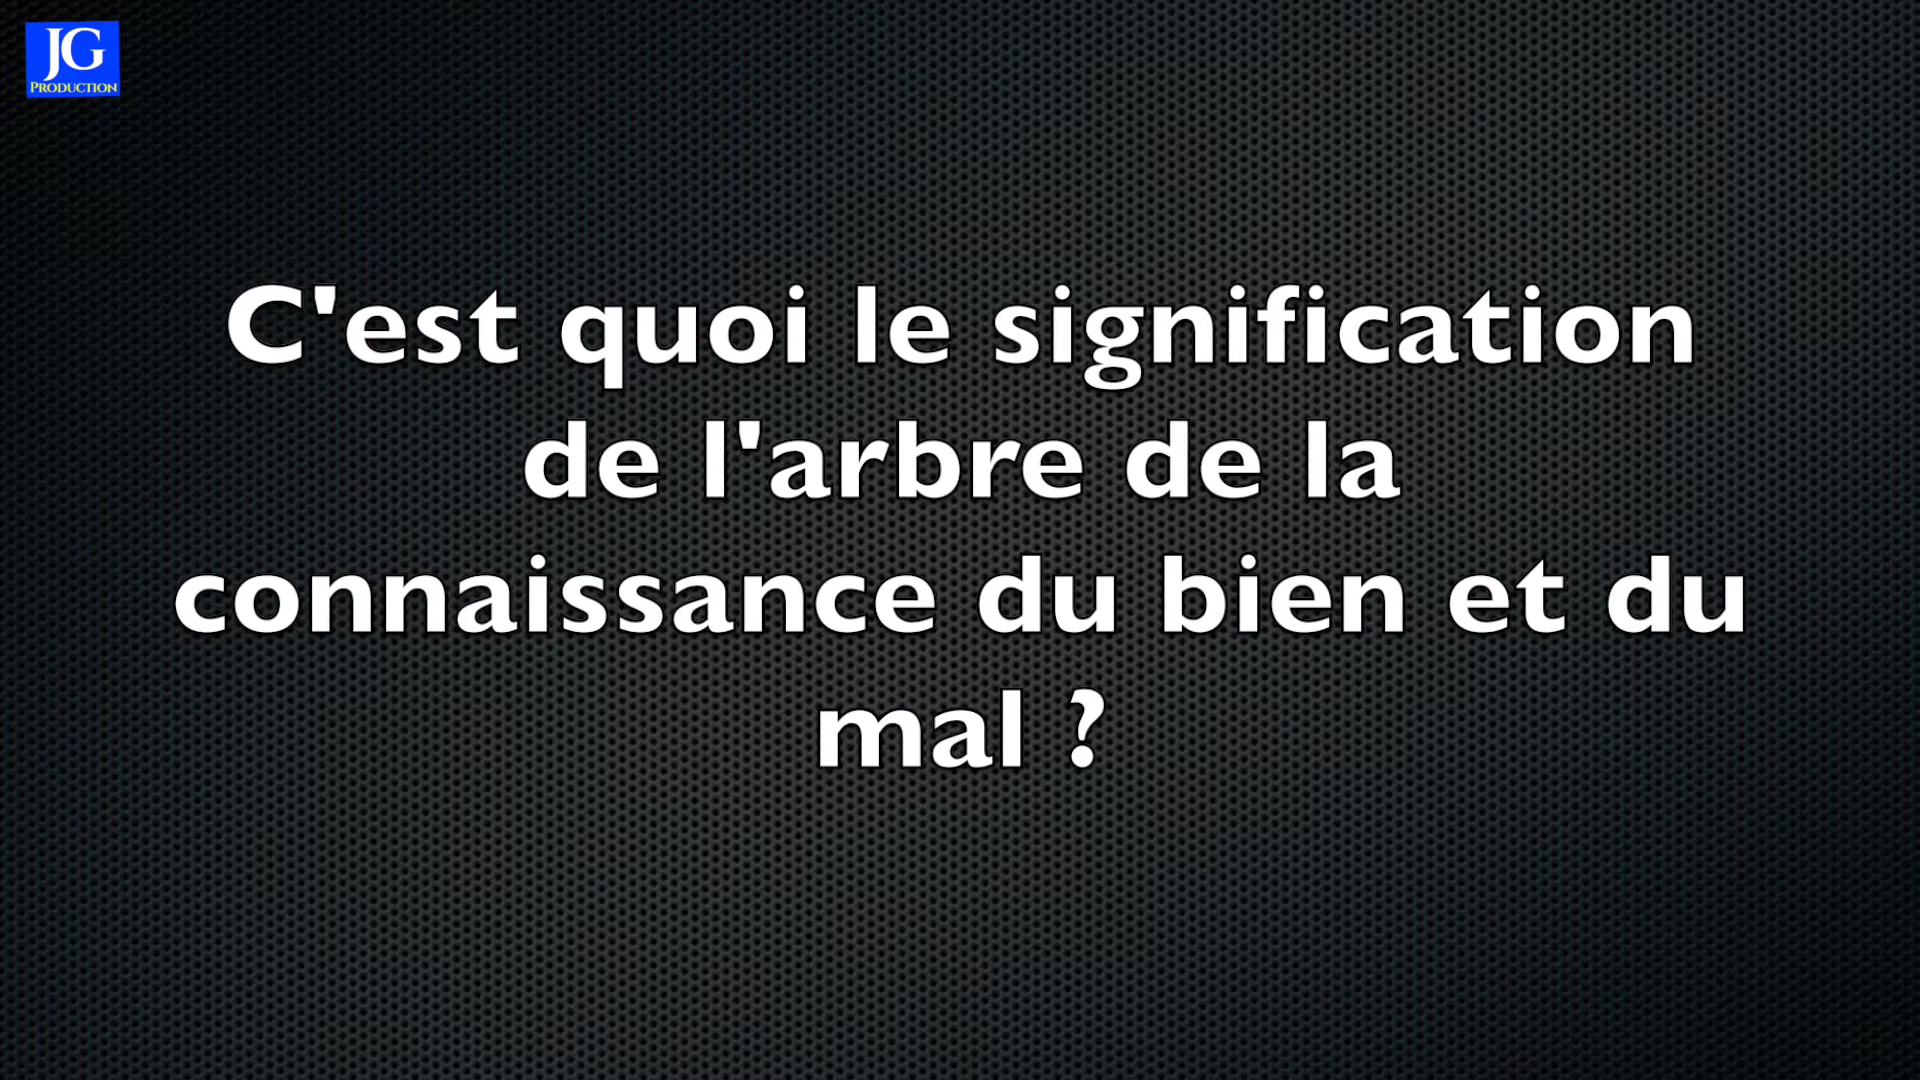 JG
PRODUCTION
C'est quoi le signification
de l'arbre de la
connaissance du bien et du
mal ?